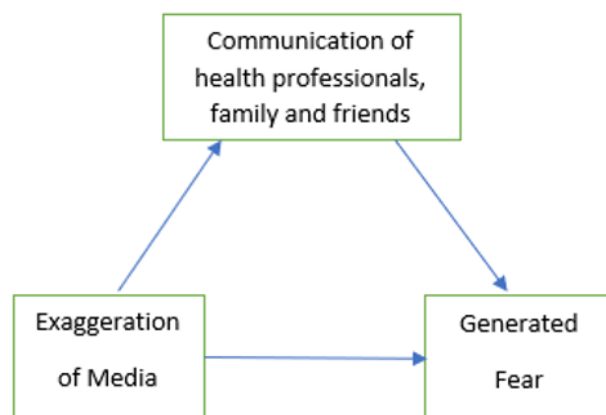 Communication of
health professionals,
family and friends
Exaggeration
of Media
Generated
Fear